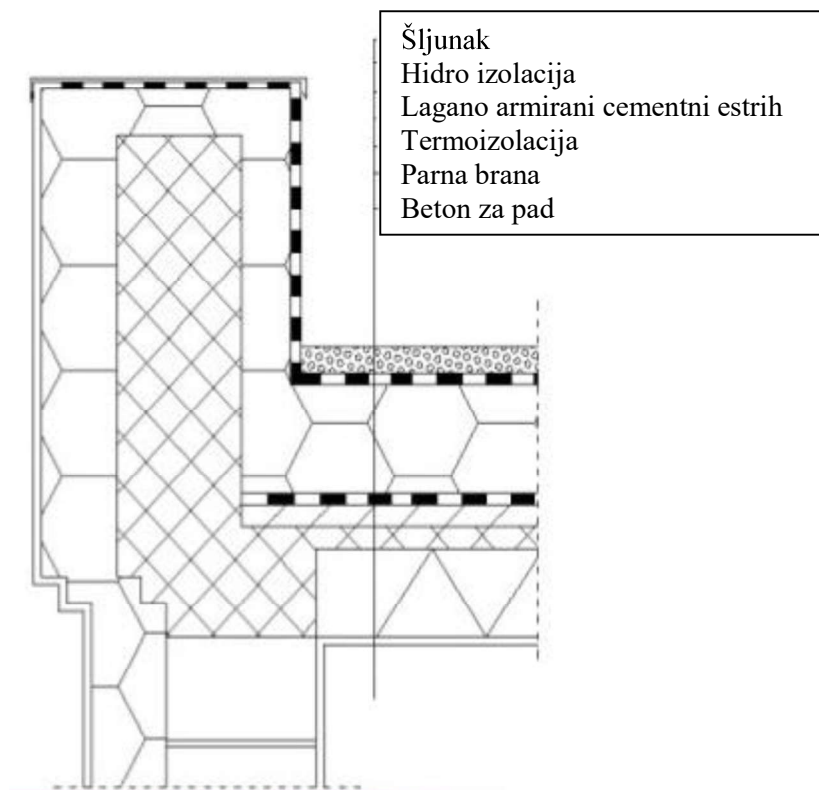 Šljunak
Hidro izolacija
Lagano armirani cementni estrih
Termoizolacija
Parna brana
Beton za pad